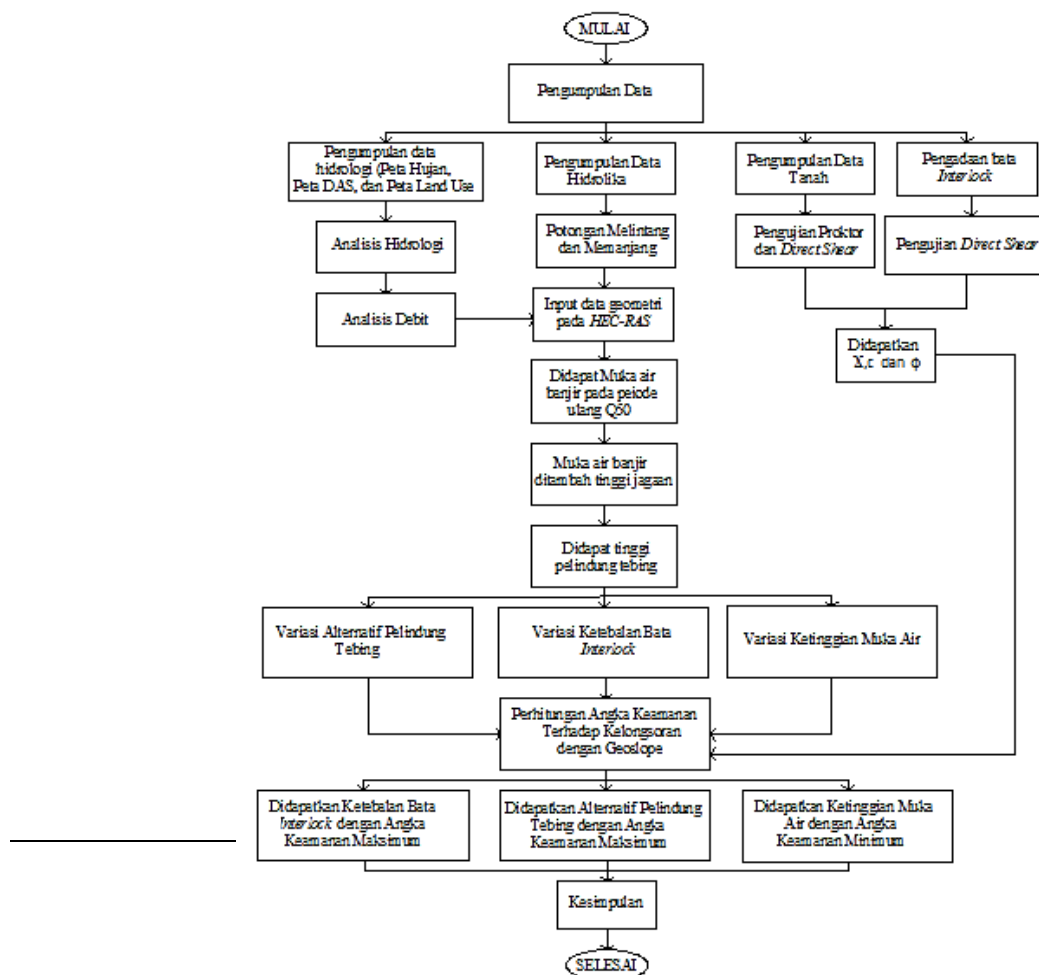 MULAI
Pengumpulan Data
Pengumpulan data
hidrologi (Peta Hujan,
Peta DAS, dan Peta Land Use
Pengumpulan Data
Hidrolika
Pengumpulan Data
Tanah
Pengadaan bata
Interlock
Analisis Hidrologi
Potongan Melintang
dan Memanjang
Pengujian Proktor
dan Direct Shear
Pengujian Direct Shear
Analisis Debit
Input data geometri
pada HEC-RAS
Didapatkan
ϒ,c dan φ
Didapat Muka air
banjir pada peiode
ulang Q50
Muka air banjir
ditambah tinggi jagaan
Didapat tinggi
pelindung tebing
Variasi Alternatif Pelindung
Tebing
Variasi Ketebalan Bata
Interlock
Variasi Ketinggian Muka Air
Perhitungan Angka Keamanan
Terhadap Kelongsoran
dengan Geoslope
Didapatkan Ketebalan Bata
Interlock dengan Angka
Keamanan Maksimum
Didapatkan Alternatif Pelindung
Tebing dengan Angka
Keamanan Maksimum
Didapatkan Ketinggian Muka
Air dengan Angka
Keamanan Minimum
Kesimpulan
SELESAI